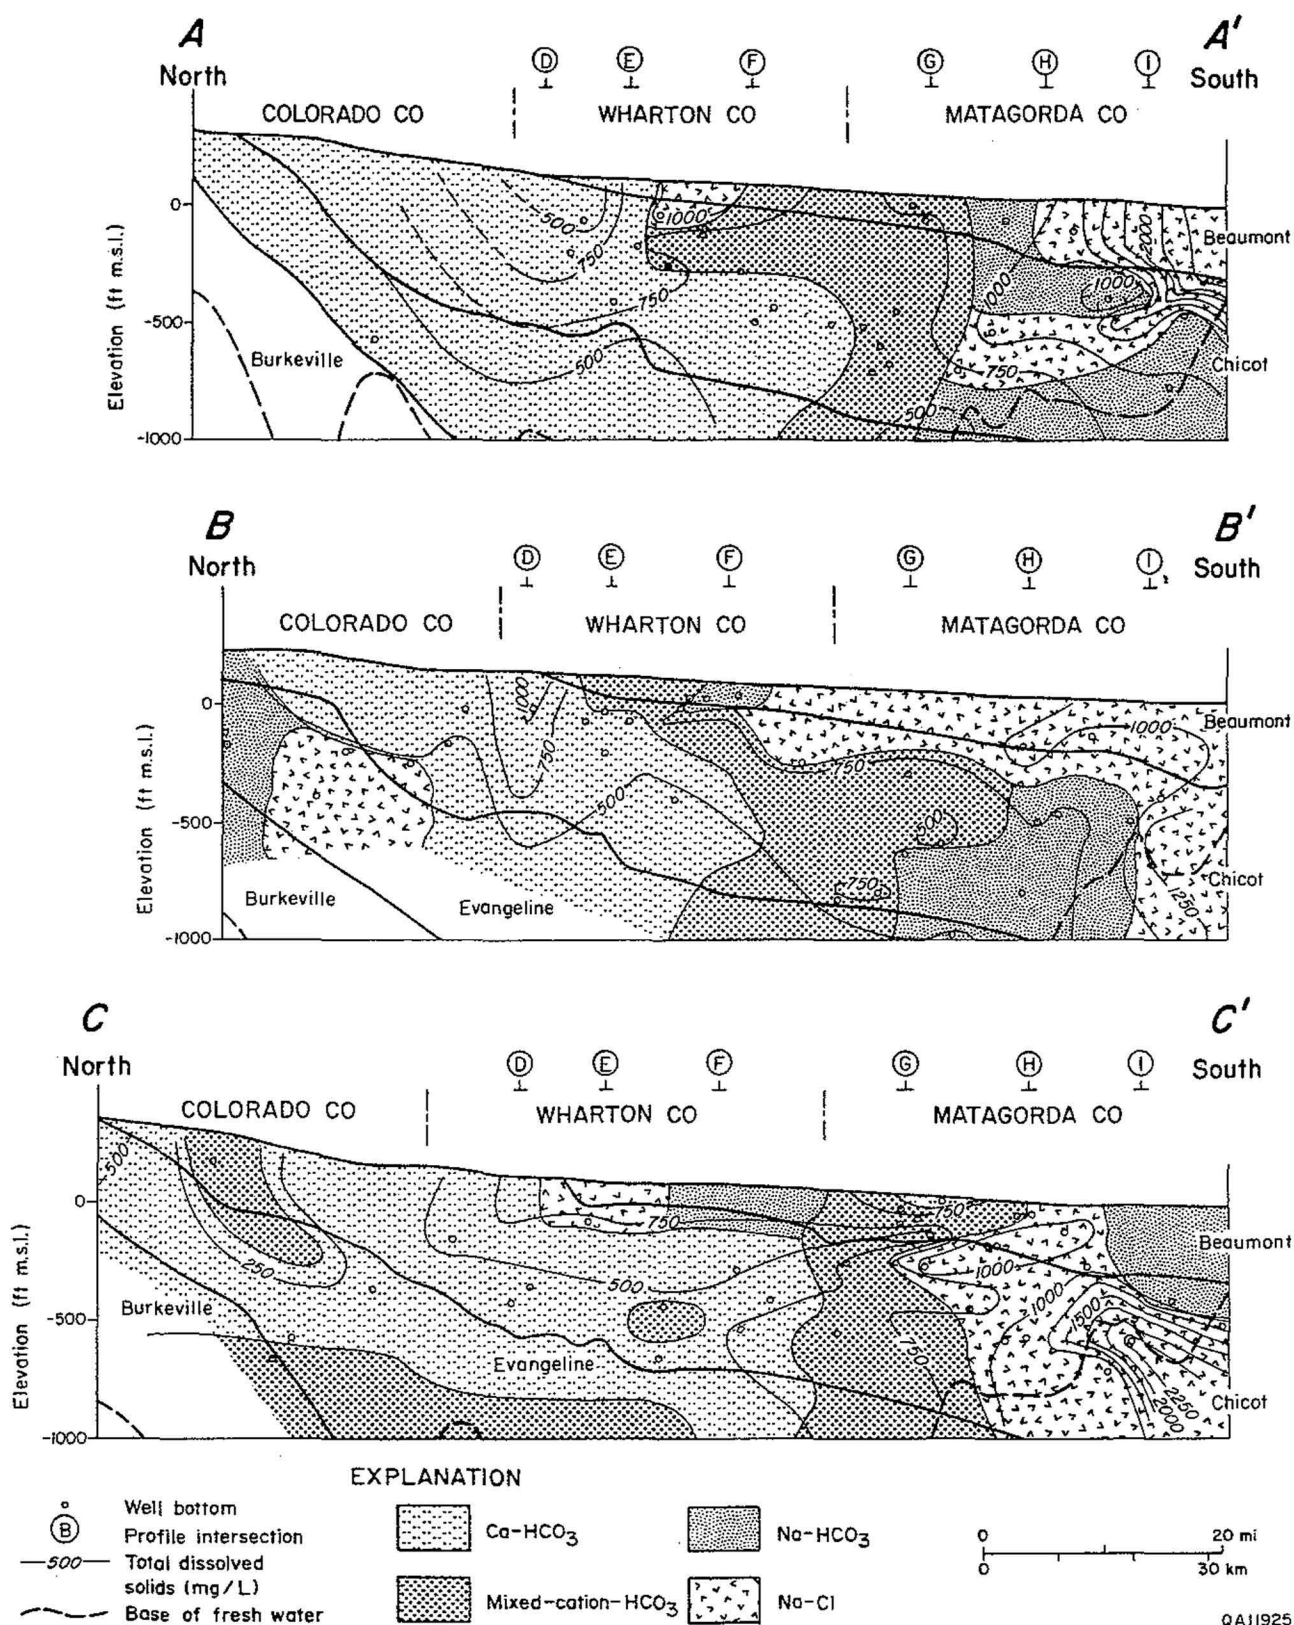 A
A'
North
South
D
E
F
G
H
I
COLORADO CO
WHARTON CO
MATAGORDA CO
Elevation (ft m.s.l.)
0
-500
-1000
500
750
750
500
1000
1000
2000
1000
750
500
Burkeville
Beaumont
Chicot
B
B'
North
South
D
E
F
G
H
I
COLORADO CO
WHARTON CO
MATAGORDA CO
Elevation (ft m.s.l.)
0
-500
-1000
1000
750
500
750
500
750
1000
1250
Burkeville
Evangeline
Beaumont
Chicot
C
C'
North
South
D
E
F
G
H
I
COLORADO CO
WHARTON CO
MATAGORDA CO
Elevation (ft m.s.l.)
0
-500
-1000
500
250
750
500
750
1000
1000
1500
750
2250
2000
Burkeville
Evangeline
Beaumont
Chicot
EXPLANATION
Well bottom
B Profile intersection
500 Total dissolved
solids (mg/L)
Base of fresh water
Ca-HCO3
Mixed-cation-HCO3
Na-HCO3
Na-Cl
0 20 mi
0 30 km
QA11925